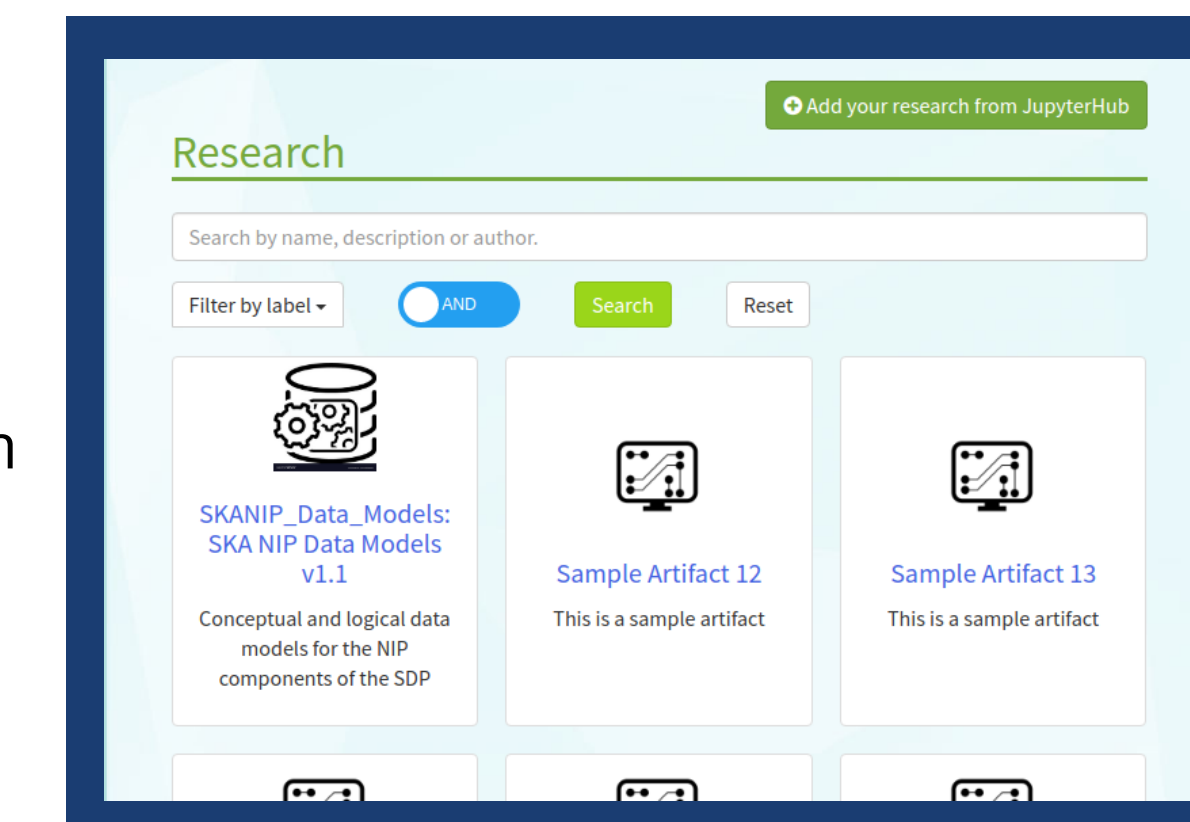 Add your research from JupyterHub
Research
Search by name, description or author.
Filter by label
AND
Search
Reset
SKANIP_Data_Models:
SKA NIP Data Models
v1.1
Conceptual and logical data
models for the NIP
components of the SDP
Sample Artifact 12
This is a sample artifact
Sample Artifact 13
This is a sample artifact